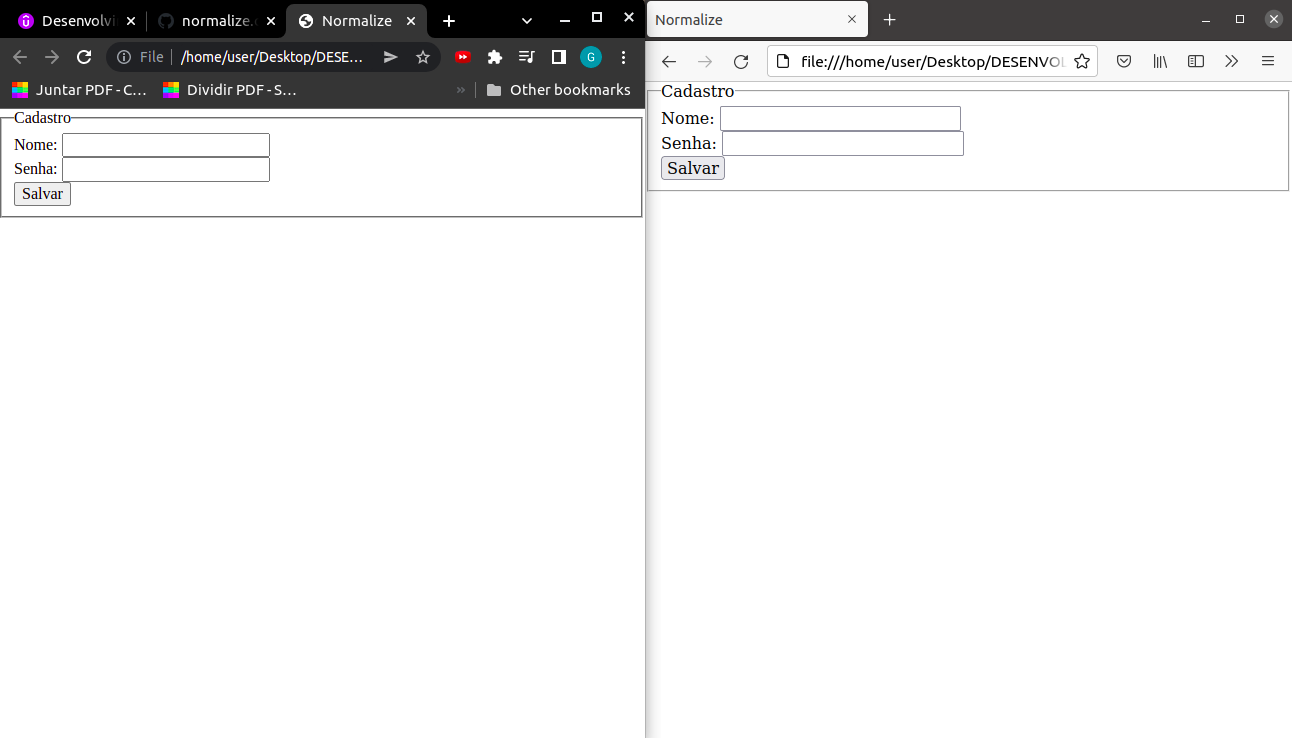 Desenvolvi
normalize.
Normalize
File
/home/user/Desktop/DESE...
G
Juntar PDF - C...
Dividir PDF - S...
»
Other bookmarks
Cadastro
Nome:
Senha:
Salvar
Normalize
file:///home/user/Desktop/DESENVOL
Cadastro
Nome:
Senha:
Salvar